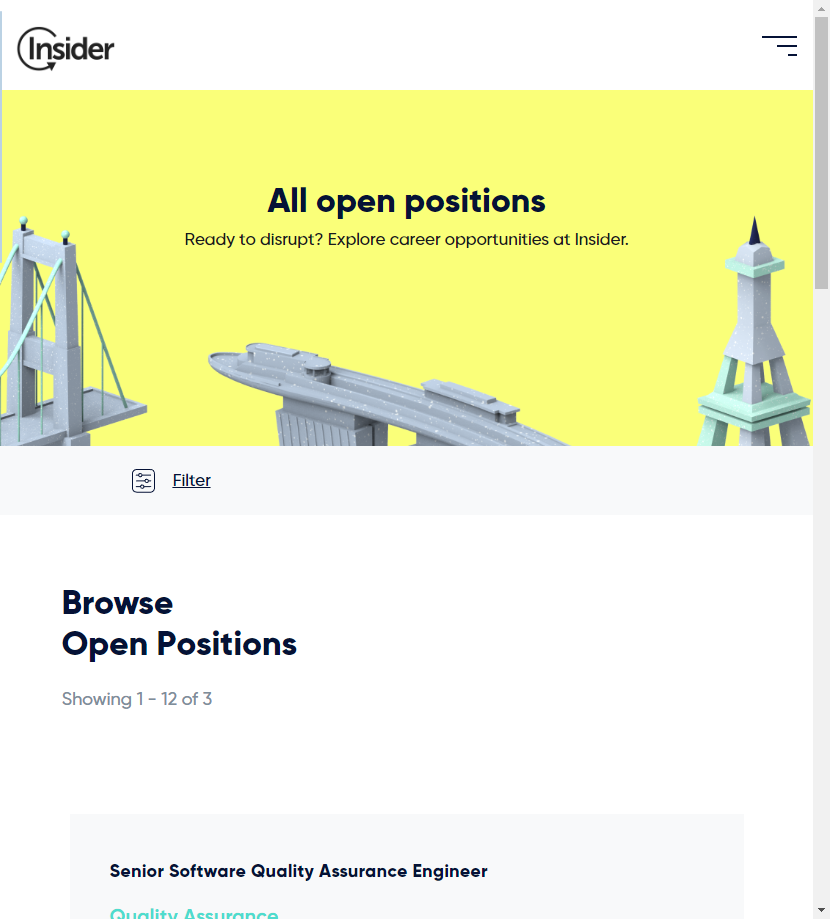 Insider
All open positions
Ready to disrupt? Explore career opportunities at Insider.
Filter
Browse
Open Positions
Showing 1 - 12 of 3
Senior Software Quality Assurance Engineer
Quality Assurance